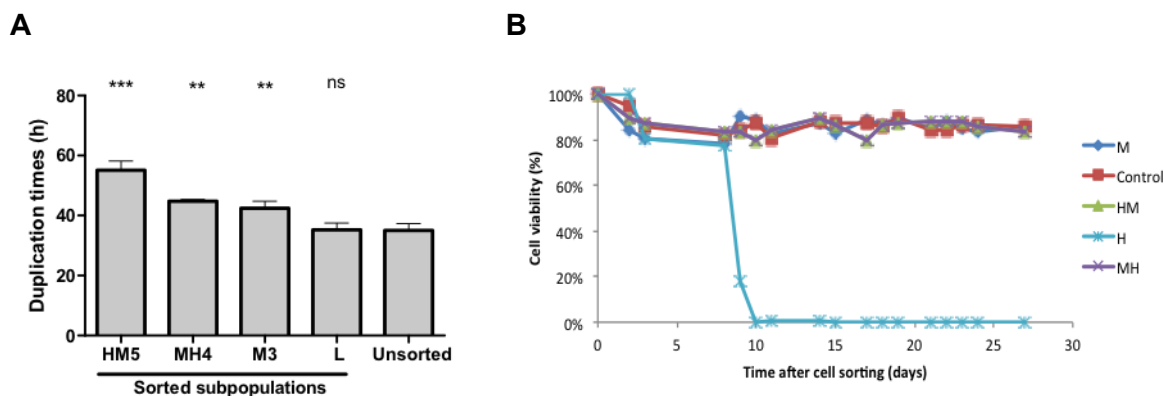 A
B
*** ** ** ns
Duplication times (h)
80
60
40
20
0
HM5 MH4 M3 L Unsorted
Sorted subpopulations
Cell viability (%)
100%
80%
60%
40%
20%
0%
0 5 10 15 20 25 30
Time after cell sorting (days)
M
Control
HM
H
MH